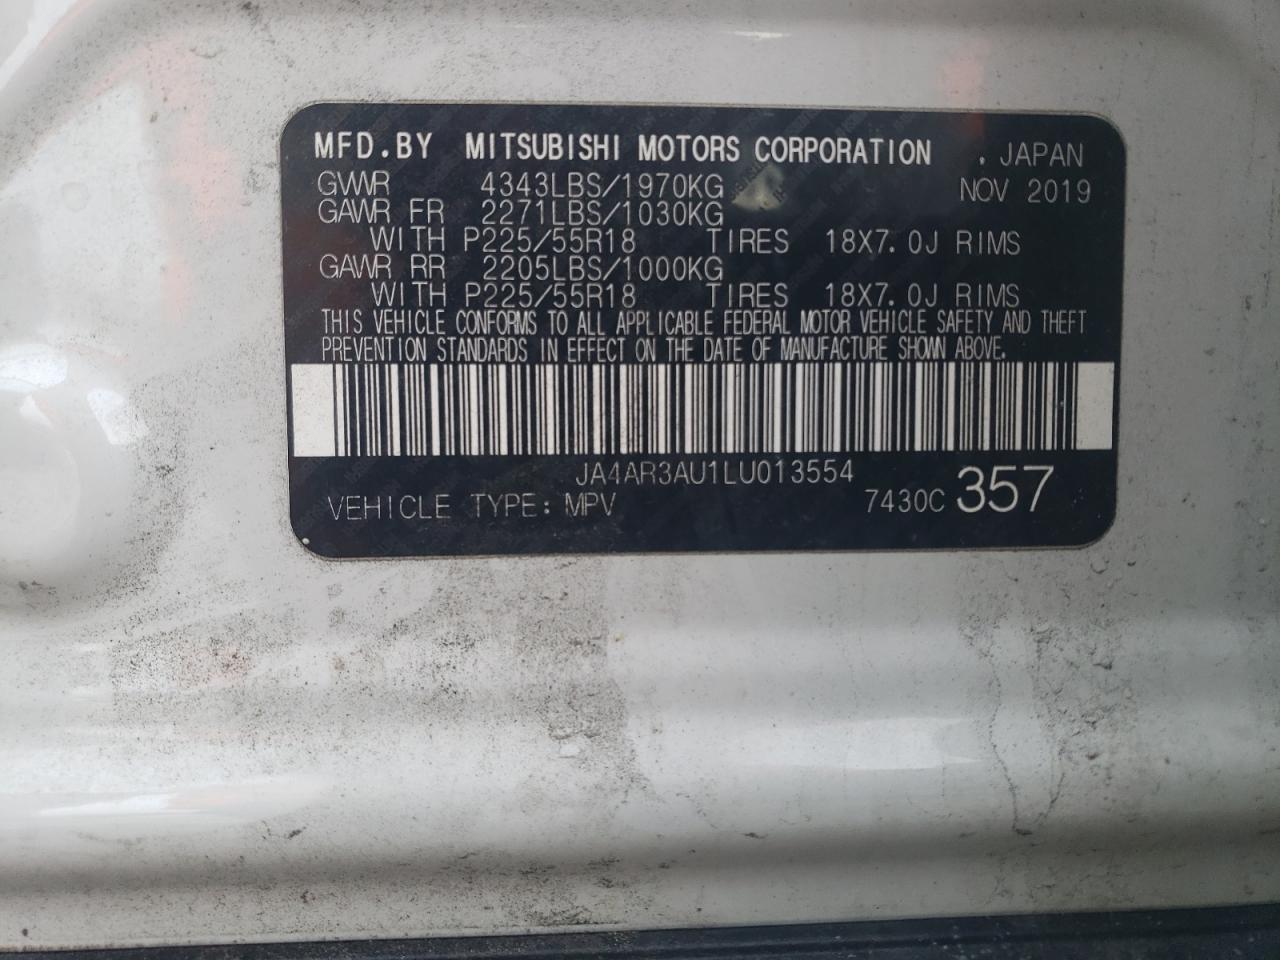 MFD.BY MITSUBISHI MOTORS CORPORATION . JAPAN
GVWR 4343LBS/1970KG NOV 2019
GAWR FR 2271LBS/1030KG
WITH P225/55R18 TIRES 18X7.0J RIMS
GAWR RR 2205LBS/1000KG
WITH P225/55R18 TIRES 18X7.0J RIMS
THIS VEHICLE CONFORMS TO ALL APPLICABLE FEDERAL MOTOR VEHICLE SAFETY AND THEFT
PREVENTION STANDARDS IN EFFECT ON THE DATE OF MANUFACTURE SHOWN ABOVE.
JA4AR3AU1LU013554
VEHICLE TYPE: MPV 7430C 357